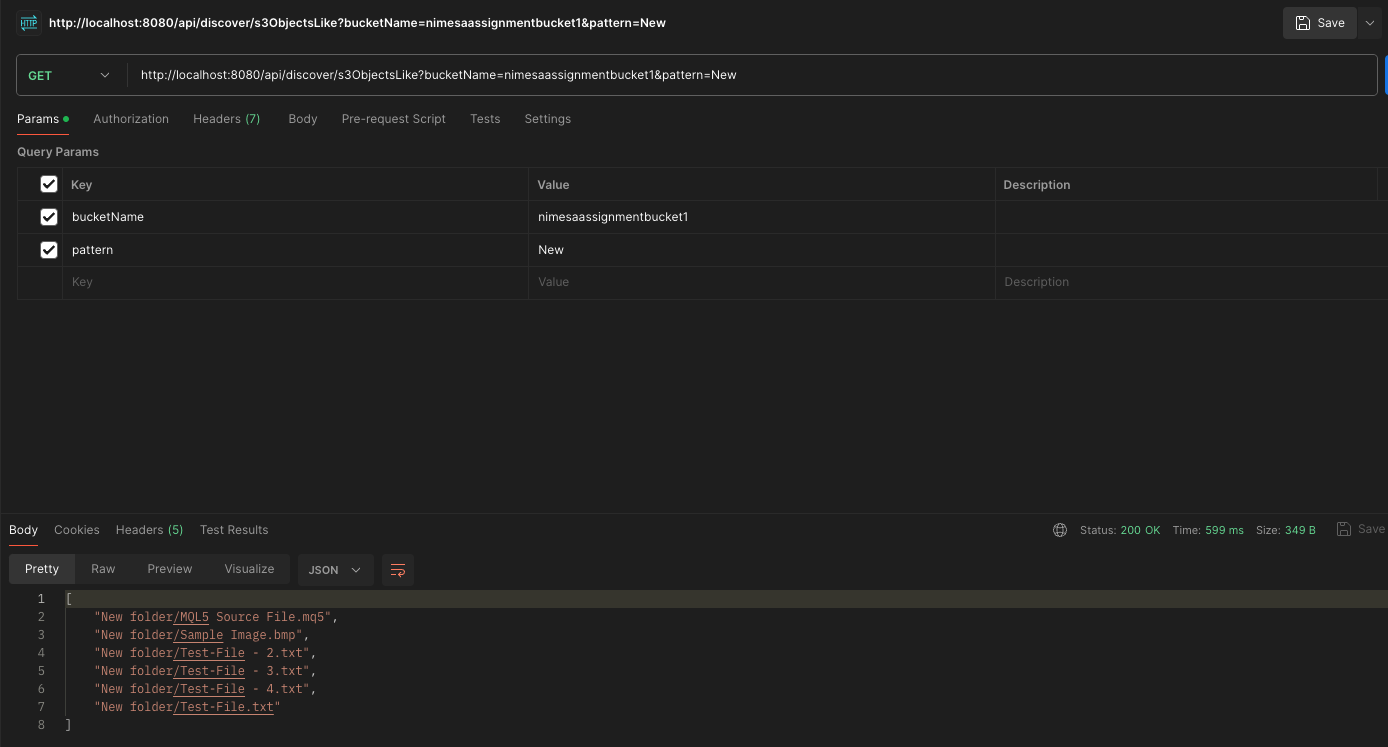 HTTP http://localhost:8080/api/discover/s3ObjectsLike?bucketName=nimesaassignmentbucket1&pattern=New Save
GET http://localhost:8080/api/discover/s3ObjectsLike?bucketName=nimesaassignmentbucket1&pattern=New
Params Authorization Headers (7) Body Pre-request Script Tests Settings
Query Params
Key Value Description
bucketName nimesaassignmentbucket1
pattern New
Key Value Description
Body Cookies Headers (5) Test Results Status: 200 OK Time: 599 ms Size: 349 B Save
Pretty Raw Preview Visualize JSON
1 [
2 "New folder/MQL5 Source File.mq5",
3 "New folder/Sample Image.bmp",
4 "New folder/Test-File - 2.txt",
5 "New folder/Test-File - 3.txt",
6 "New folder/Test-File - 4.txt",
7 "New folder/Test-File.txt"
8 ]